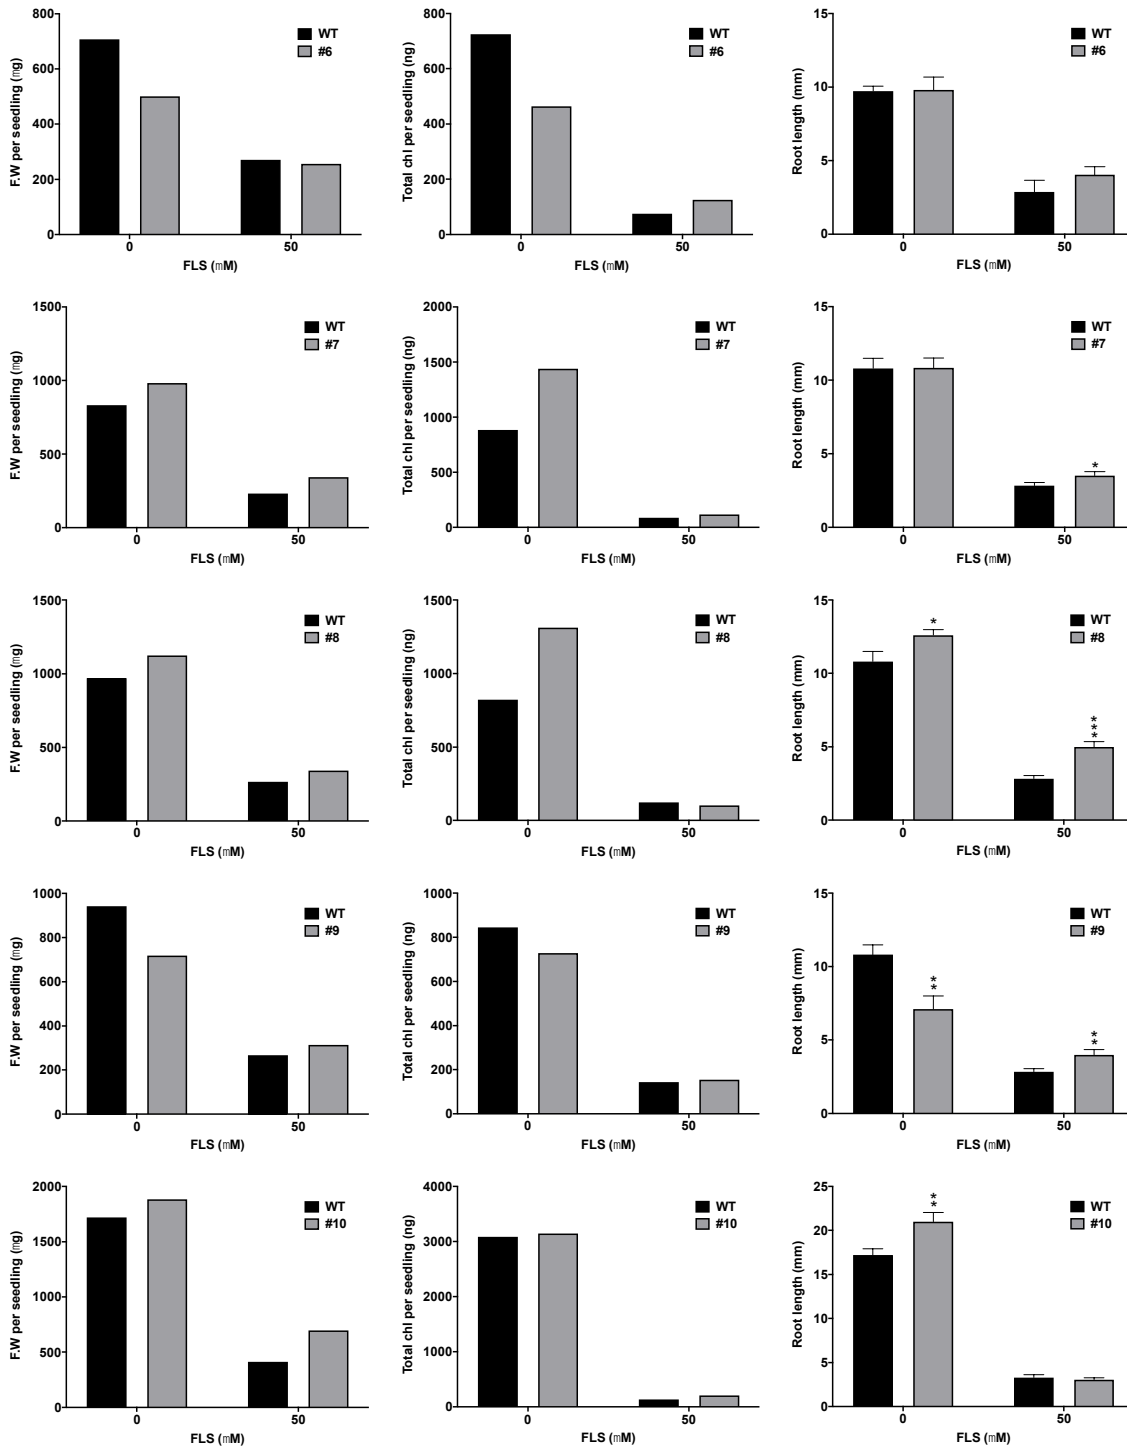 F.W per seedling (mg)
800
600
400
200
0
WT
#6
0
50
FLS (mM)
Total chl per seedling (ng)
800
600
400
200
0
WT
#6
0
50
FLS (mM)
Root length (mm)
15
10
5
0
WT
#6
0
50
FLS (mM)
F.W per seedling (mg)
1500
1000
500
0
WT
#7
0
50
FLS (mM)
Total chl per seedling (ng)
2000
1500
1000
500
0
WT
#7
0
50
FLS (mM)
Root length (mm)
15
10
5
0
WT
#7
*
0
50
FLS (mM)
F.W per seedling (mg)
1500
1000
500
0
WT
#8
0
50
FLS (mM)
Total chl per seedling (ng)
1500
1000
500
0
WT
#8
0
50
FLS (mM)
Root length (mm)
15
10
5
0
WT
#8
*
***
0
50
FLS (mM)
F.W per seedling (mg)
1000
800
600
400
200
0
WT
#9
0
50
FLS (mM)
Total chl per seedling (ng)
1000
800
600
400
200
0
WT
#9
0
50
FLS (mM)
Root length (mm)
15
10
5
0
WT
#9
**
**
0
50
FLS (mM)
F.W per seedling (mg)
2000
1500
1000
500
0
WT
#10
0
50
FLS (mM)
Total chl per seedling (ng)
4000
3000
2000
1000
0
WT
#10
0
50
FLS (mM)
Root length (mm)
25
20
15
10
5
0
WT
#10
**
0
50
FLS (mM)